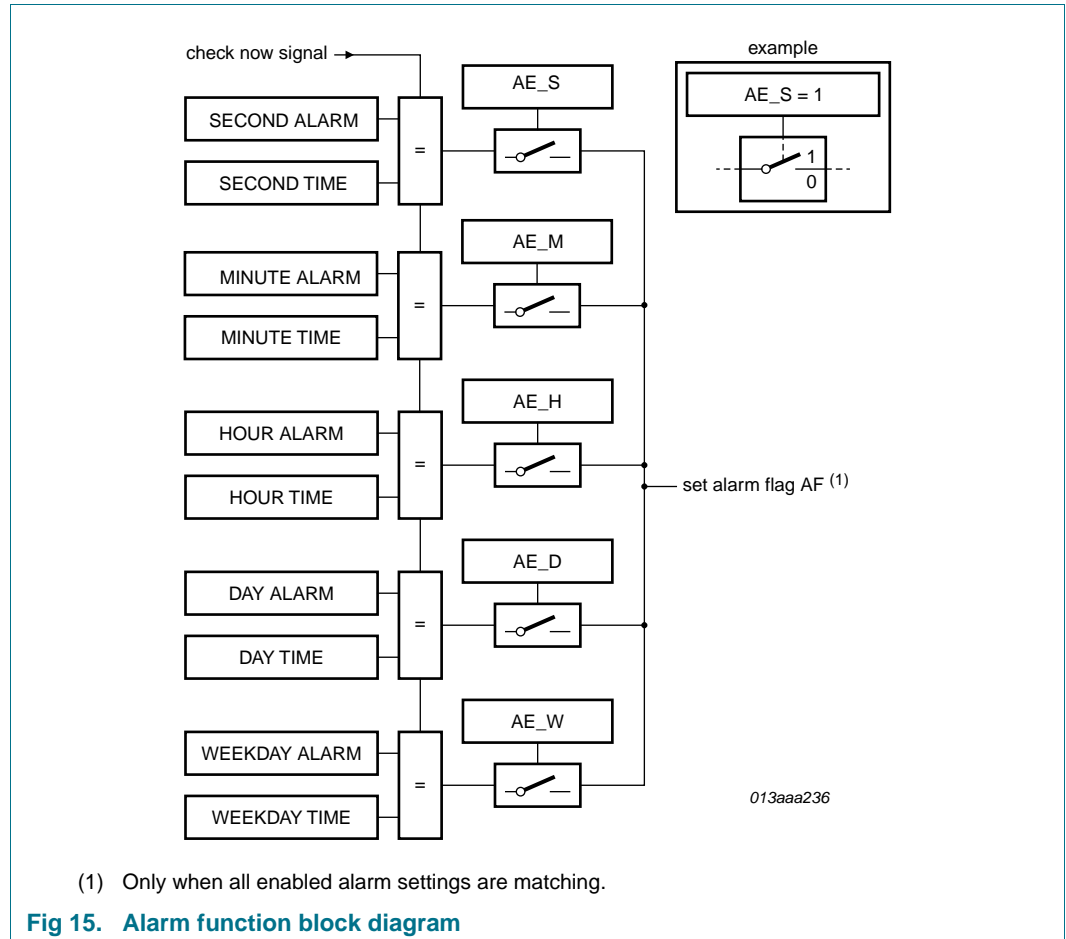 check now signal
example
AE_S
AE_S = 1
SECOND ALARM
=
1
0
SECOND TIME
AE_M
MINUTE ALARM
=
MINUTE TIME
AE_H
HOUR ALARM
=
HOUR TIME
set alarm flag AF (1)
AE_D
DAY ALARM
=
DAY TIME
AE_W
WEEKDAY ALARM
=
WEEKDAY TIME
013aaa236
(1) Only when all enabled alarm settings are matching.
Fig 15. Alarm function block diagram